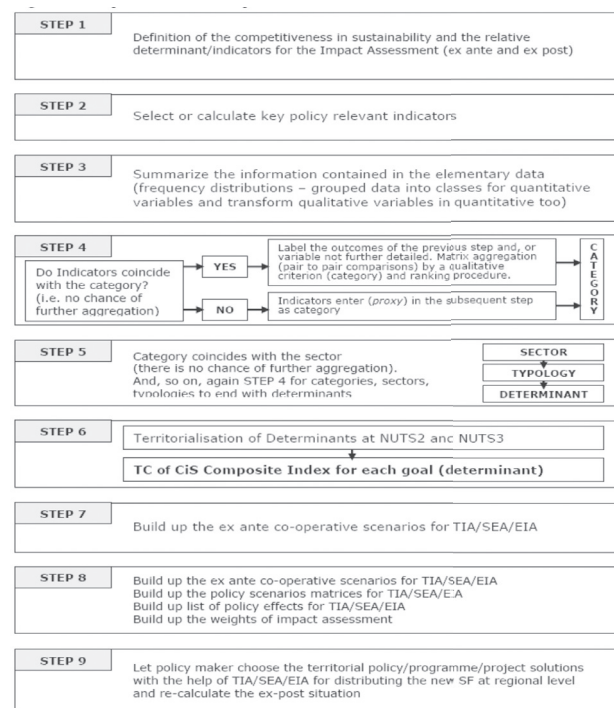 STEP 1
Definition of the competitiveness in sustainability and the relative
determinant/indicators for the Impact Assessment (ex ante and ex post)
STEP 2
Select or calculate key policy relevant indicators
STEP 3
Summarize the information contained in the elementary data
(frequency distributions – grouped data into classes for quantitative
variables and transform qualitative variables in quantitative too)
STEP 4
Do Indicators coincide
with the category?
(i.e. no chance of
further aggregation)
YES
Label the outcomes of the previous step and, or
variable not further detailed. Matrix aggregation
(pair to pair comparisons) by a qualitative
criterion (category) and ranking procedure.
NO
Indicators enter (proxy) in the subsequent step
as category
CATEGORY
STEP 5
Category coincides with the sector
(there is no chance of further aggregation).
And, so on, again STEP 4 for categories, sectors,
typologies to end with determinants
SECTOR
TYPOLOGY
DETERMINANT
STEP 6
Territorialisation of Determinants at NUTS2 anc NUTS3
TC of CiS Composite Index for each goal (determinant)
STEP 7
Build up the ex ante co-operative scenarios for TIA/SEA/EIA
STEP 8
Build up the ex ante co-operative scenarios for TIA/SEA/EIA
Build up the policy scenarios matrices for TIA/SEA/EIA
Build up list of policy effects for TIA/SEA/EIA
Build up the weights of impact assessment
STEP 9
Let policy maker choose the territorial policy/programme/project solutions
with the help of TIA/SEA/EIA for distributing the new SF at regional level
and re-calculate the ex-post situation